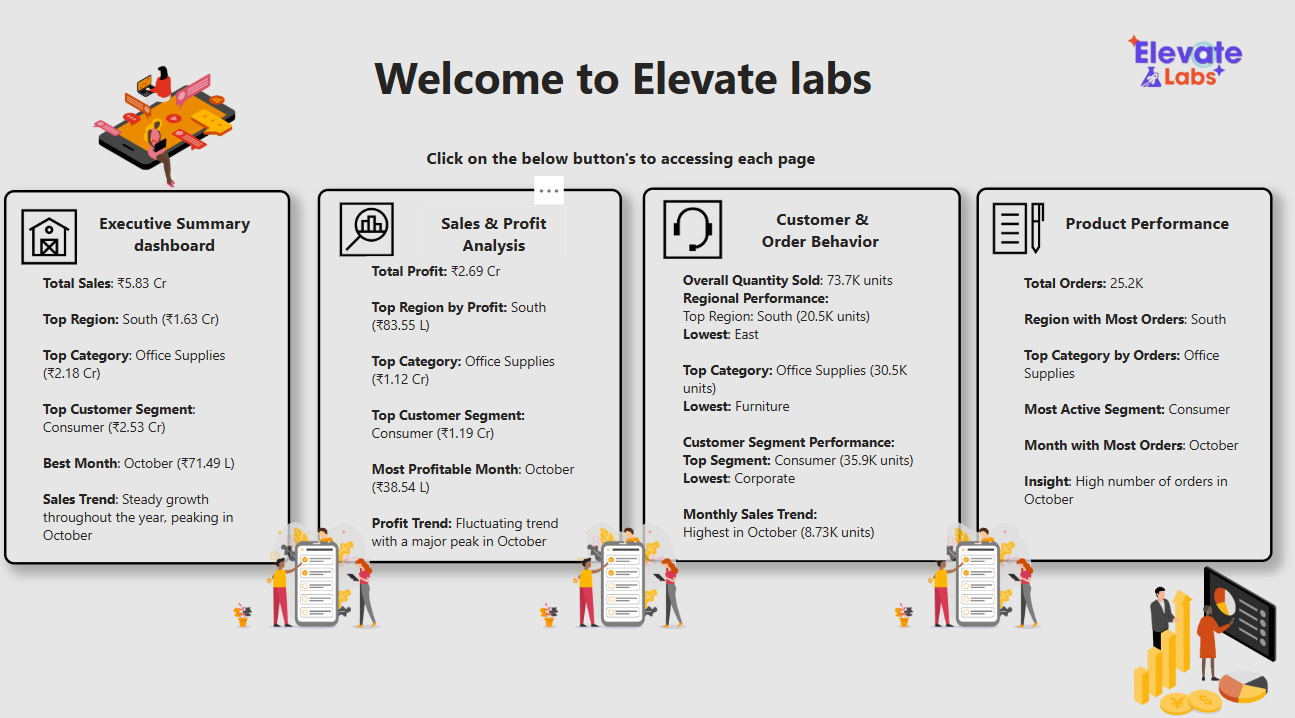 Elevate
Labs
Welcome to Elevate labs
Click on the below button's to accessing each page
Executive Summary
dashboard
Total Sales: ₹5.83 Cr
Top Region: South (₹1.63 Cr)
Top Category: Office Supplies
(₹2.18 Cr)
Top Customer Segment:
Consumer (₹2.53 Cr)
Best Month: October (₹71.49 L)
Sales Trend: Steady growth
throughout the year, peaking in
October
Sales & Profit
Analysis
Total Profit: ₹2.69 Cr
Top Region by Profit: South
(₹83.55 L)
Top Category: Office Supplies
(₹1.12 Cr)
Top Customer Segment:
Consumer (₹1.19 Cr)
Most Profitable Month: October
(₹38.54 L)
Profit Trend: Fluctuating trend
with a major peak in October
Customer &
Order Behavior
Overall Quantity Sold: 73.7K units
Regional Performance:
Top Region: South (20.5K units)
Lowest: East
Top Category: Office Supplies (30.5K
units)
Lowest: Furniture
Customer Segment Performance:
Top Segment: Consumer (35.9K units)
Lowest: Corporate
Monthly Sales Trend:
Highest in October (8.73K units)
Product Performance
Total Orders: 25.2K
Region with Most Orders: South
Top Category by Orders: Office
Supplies
Most Active Segment: Consumer
Month with Most Orders: October
Insight: High number of orders in
October